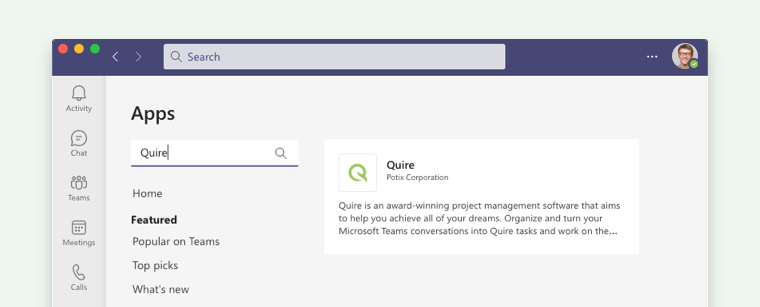 Search
...
Activity
Chat
Teams
Meetings
Calls
Apps
Quire
Home
Featured
Popular on Teams
Top picks
What's new
Quire
Potix Corporation
Quire is an award-winning project management software that aims
to help you achieve all of your dreams. Organize and turn your
Microsoft Teams conversations into Quire tasks and work on the...